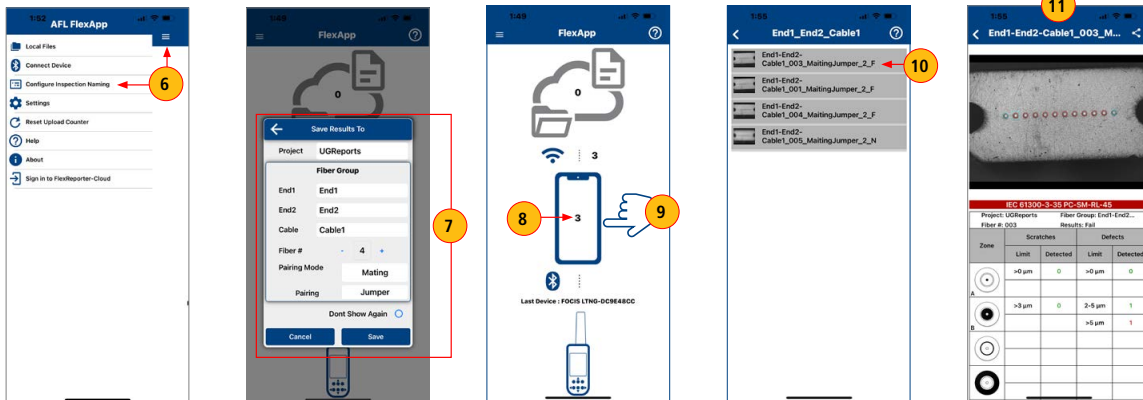 1:52
AFL FlexApp
Local Files
Connect Device
Configure Inspection Naming
Settings
Reset Upload Counter
Help
About
Sign in to FlexReporter-Cloud
6
1:49
FlexApp
0
Save Results To
Project UGReports
Fiber Group
End1 End1
End2 End2
Cable Cable1
Fiber # - 4 +
Pairing Mode Mating
Pairing Jumper
Dont Show Again
Cancel Save
7
1:49
FlexApp
0
3
8
3
9
Last Device : FOCIS LTNG-DC9E48CC
1:55
End1_End2_Cable1
End1-End2-
Cable1_003_MaitingJumper_2_F
End1-End2-
Cable1_001_MaitingJumper_2_F
End1-End2-
Cable1_004_MaitingJumper_2_F
End1-End2-
Cable1_005_MaitingJumper_2_N
10
11
1:55
End1-End2-Cable1_003_M...
IEC 61300-3-35 PC-SM-RL-45
Project: UGReports Fiber Group: End1-End2...
Fiber #: 003 Results: Fail
Zone Scratches Defects
Limit Detected Limit Detected
A >0 µm 0 >0 µm 0
B >3 µm 0 2-5 µm 1
>5 µm 1